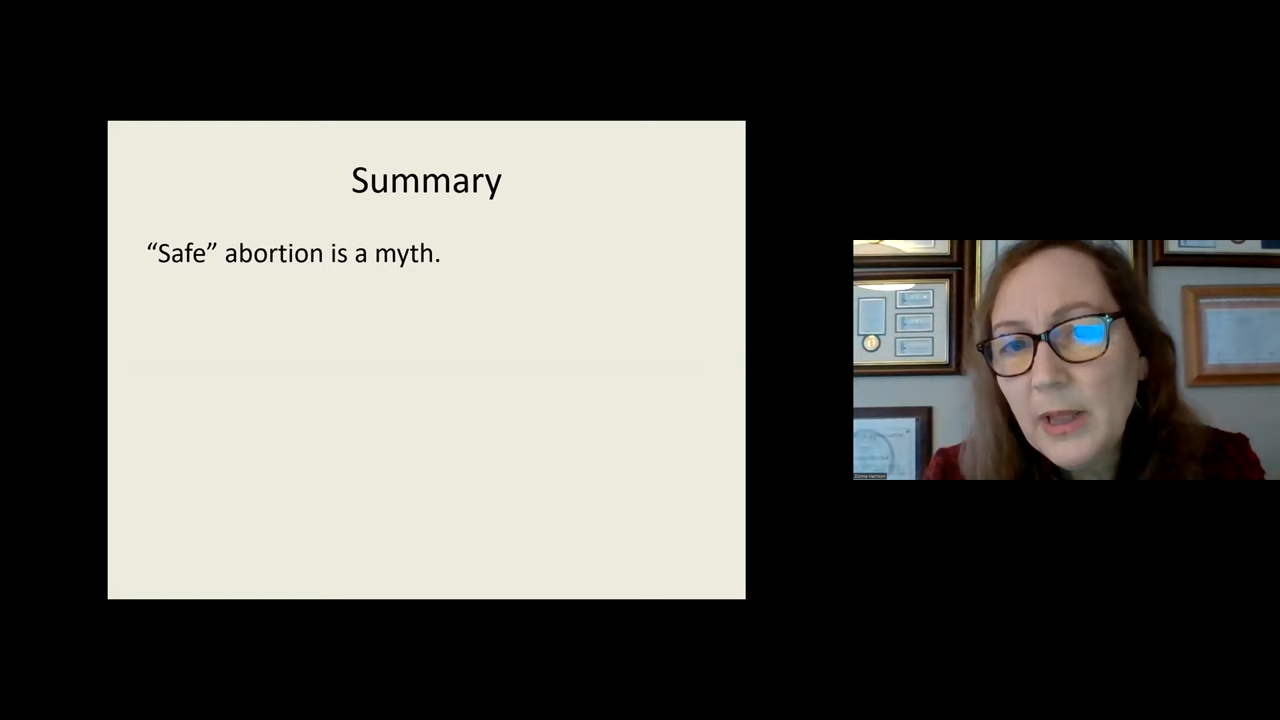 Summary
“Safe” abortion is a myth.